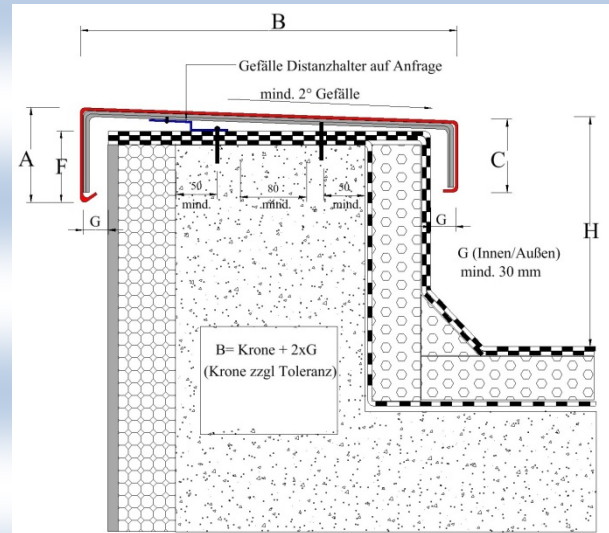 B
Gefälle Distanzhalter auf Anfrage
mind. 2° Gefälle
A
F
C
50
mind.
80
mind.
50
mind.
H
G
G
G (Innen/Außen)
mind. 30 mm
B= Krone + 2xG
(Krone zzgl Toleranz)